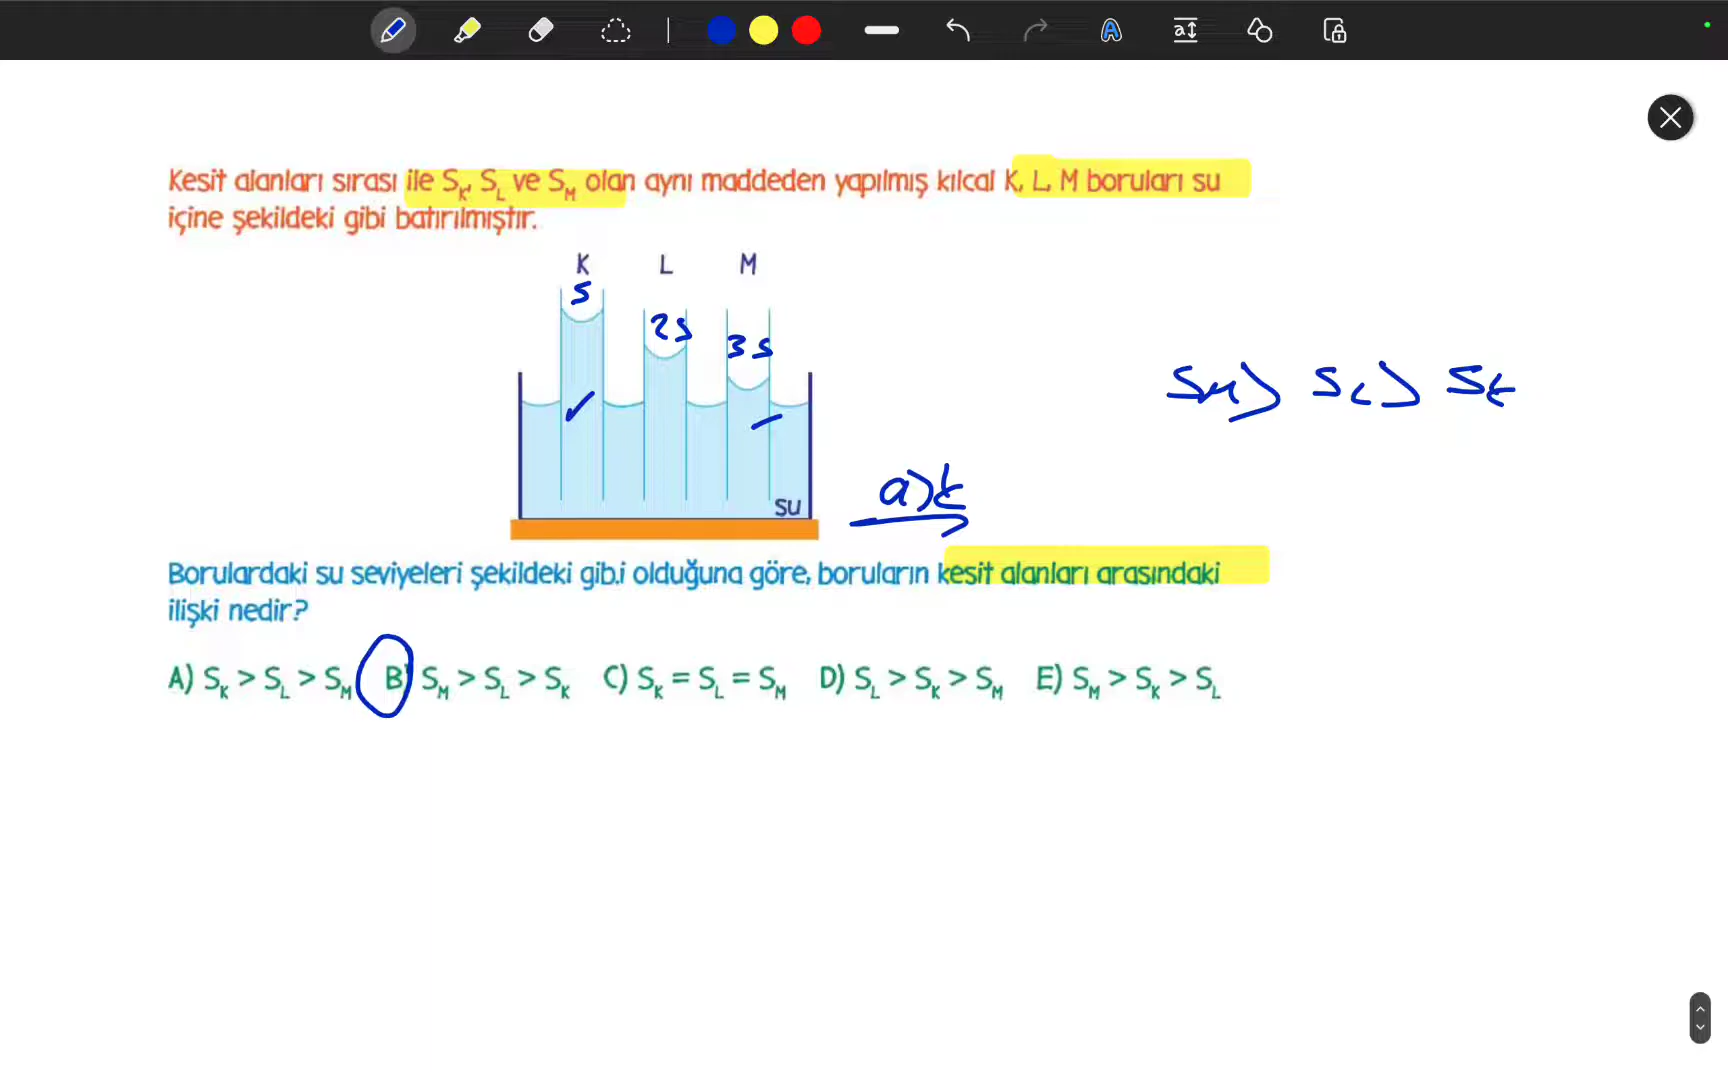 Kesit alanları sırası ile S_K, S_L ve S_M olan aynı maddeden yapılmış kılcal K, L, M boruları su
içine şekildeki gibi batırılmıştır.
K L M
S
2S
3S
S_M > S_L > S_K
a > k
su
Borulardaki su seviyeleri şekildeki gibi olduğuna göre, boruların kesit alanları arasındaki
ilişki nedir?
A) S_K > S_L > S_M B) S_M > S_L > S_K C) S_K = S_L = S_M D) S_L > S_K > S_M E) S_M > S_K > S_L